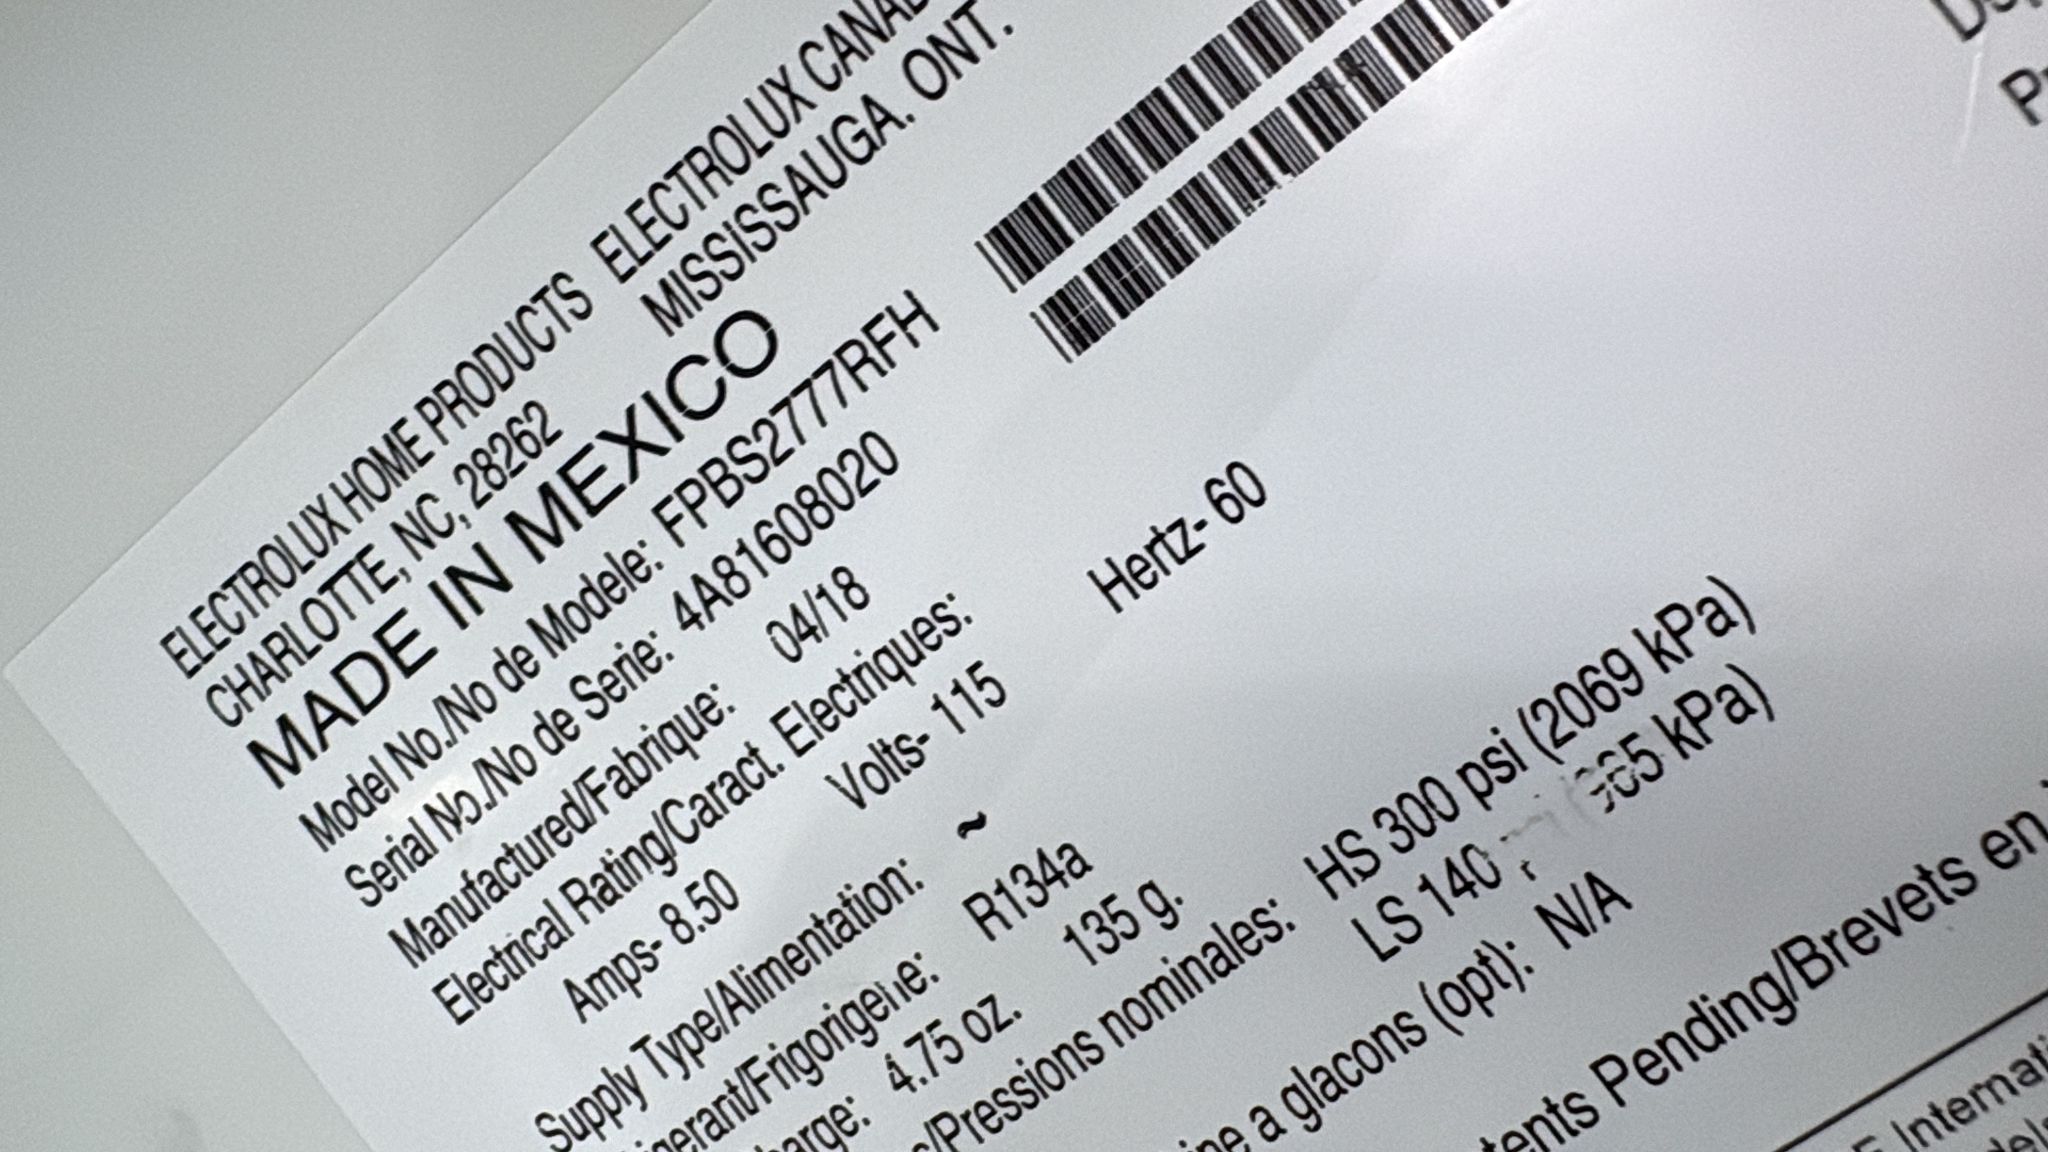 ELECTROLUX HOME PRODUCTS ELECTROLUX
CHARLOTTE, NC, 28262 MISSISSAUGA. ONT.
MADE IN MEXICO
Model No./No de Modele: FPBS2777RFH
Serial No./No de Serie: 4A81608020
Manufactured/Fabrique: 04/18
Electrical Rating/Caract. Electriques:
Amps- 8.50 Volts- 115 Hertz- 60
Supply Type/Alimentation: ~
/Frigorigene: R134a
4.75 oz. 135 g.
/Pressions nominales: HS 300 psi (2069 kPa)
LS 140 kPa)
a glacons (opt): N/A
Pending/Brevets en